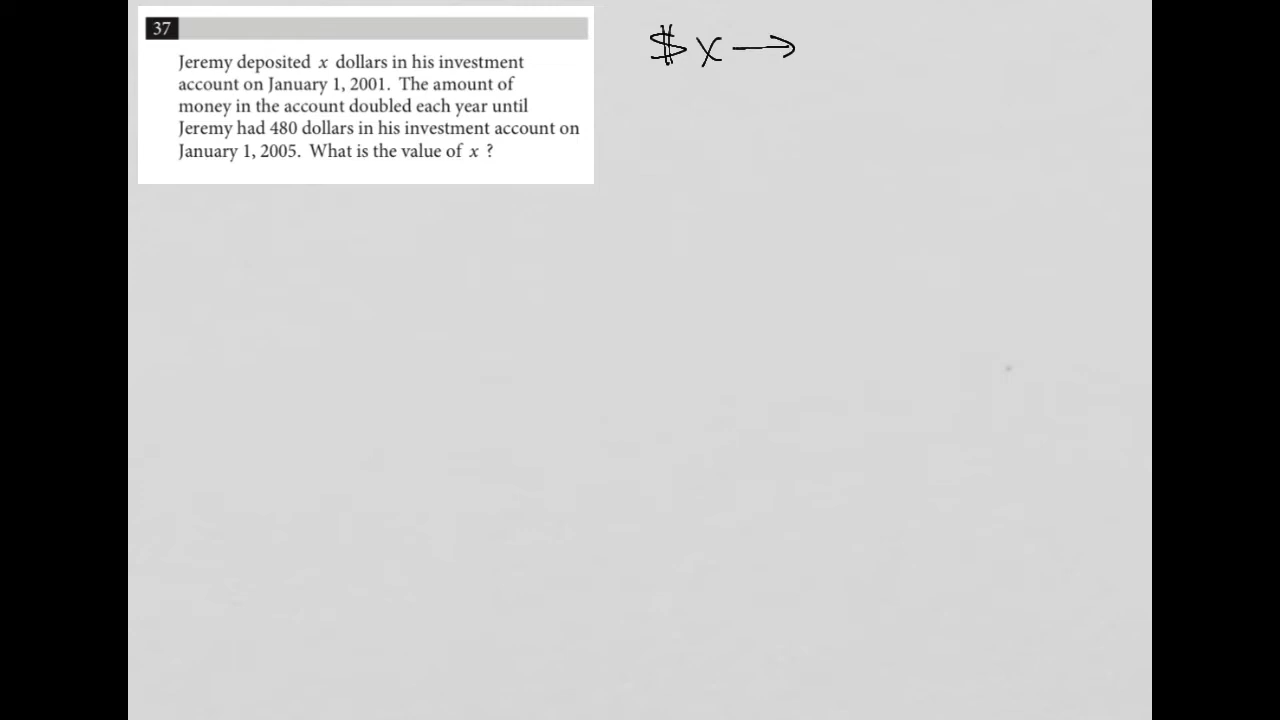 37
Jeremy deposited x dollars in his investment
account on January 1, 2001. The amount of
money in the account doubled each year until
Jeremy had 480 dollars in his investment account on
January 1, 2005. What is the value of x ?
$ x →